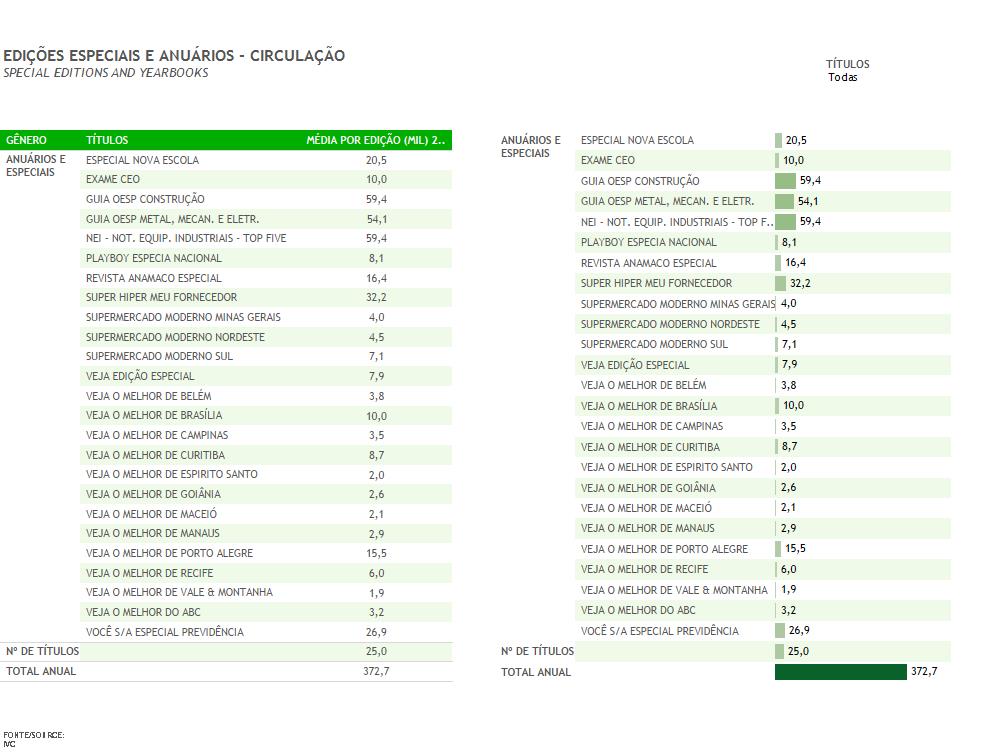 EDIÇÕES ESPECIAIS E ANUÁRIOS - CIRCULAÇÃO
SPECIAL EDITIONS AND YEARBOOKS
TÍTULOS
Todas
GÊNERO TÍTULOS MÉDIA POR EDIÇÃO (MIL) 2..
ANUÁRIOS E ESPECIAIS
ESPECIAL NOVA ESCOLA 20,5
EXAME CEO 10,0
GUIA OESP CONSTRUÇÃO 59,4
GUIA OESP METAL, MECAN. E ELETR. 54,1
NEI - NOT. EQUIP. INDUSTRIAIS - TOP FIVE 59,4
PLAYBOY ESPECIA NACIONAL 8,1
REVISTA ANAMACO ESPECIAL 16,4
SUPER HIPER MEU FORNECEDOR 32,2
SUPERMERCADO MODERNO MINAS GERAIS 4,0
SUPERMERCADO MODERNO NORDESTE 4,5
SUPERMERCADO MODERNO SUL 7,1
VEJA EDIÇÃO ESPECIAL 7,9
VEJA O MELHOR DE BELÉM 3,8
VEJA O MELHOR DE BRASÍLIA 10,0
VEJA O MELHOR DE CAMPINAS 3,5
VEJA O MELHOR DE CURITIBA 8,7
VEJA O MELHOR DE ESPIRITO SANTO 2,0
VEJA O MELHOR DE GOIÂNIA 2,6
VEJA O MELHOR DE MACEIÓ 2,1
VEJA O MELHOR DE MANAUS 2,9
VEJA O MELHOR DE PORTO ALEGRE 15,5
VEJA O MELHOR DE RECIFE 6,0
VEJA O MELHOR DE VALE & MONTANHA 1,9
VEJA O MELHOR DO ABC 3,2
VOCÊ S/A ESPECIAL PREVIDÊNCIA 26,9
Nº DE TÍTULOS 25,0
TOTAL ANUAL 372,7
ANUÁRIOS E
ESPECIAIS
ESPECIAL NOVA ESCOLA 20,5
EXAME CEO 10,0
GUIA OESP CONSTRUÇÃO 59,4
GUIA OESP METAL, MECAN. E ELETR. 54,1
NEI - NOT. EQUIP. INDUSTRIAIS - TOP F.. 59,4
PLAYBOY ESPECIA NACIONAL 8,1
REVISTA ANAMACO ESPECIAL 16,4
SUPER HIPER MEU FORNECEDOR 32,2
SUPERMERCADO MODERNO MINAS GERAIS 4,0
SUPERMERCADO MODERNO NORDESTE 4,5
SUPERMERCADO MODERNO SUL 7,1
VEJA EDIÇÃO ESPECIAL 7,9
VEJA O MELHOR DE BELÉM 3,8
VEJA O MELHOR DE BRASÍLIA 10,0
VEJA O MELHOR DE CAMPINAS 3,5
VEJA O MELHOR DE CURITIBA 8,7
VEJA O MELHOR DE ESPIRITO SANTO 2,0
VEJA O MELHOR DE GOIÂNIA 2,6
VEJA O MELHOR DE MACEIÓ 2,1
VEJA O MELHOR DE MANAUS 2,9
VEJA O MELHOR DE PORTO ALEGRE 15,5
VEJA O MELHOR DE RECIFE 6,0
VEJA O MELHOR DE VALE & MONTANHA 1,9
VEJA O MELHOR DO ABC 3,2
VOCÊ S/A ESPECIAL PREVIDÊNCIA 26,9
Nº DE TÍTULOS 25,0
TOTAL ANUAL 372,7
FONTE/SOURCE:
IVC